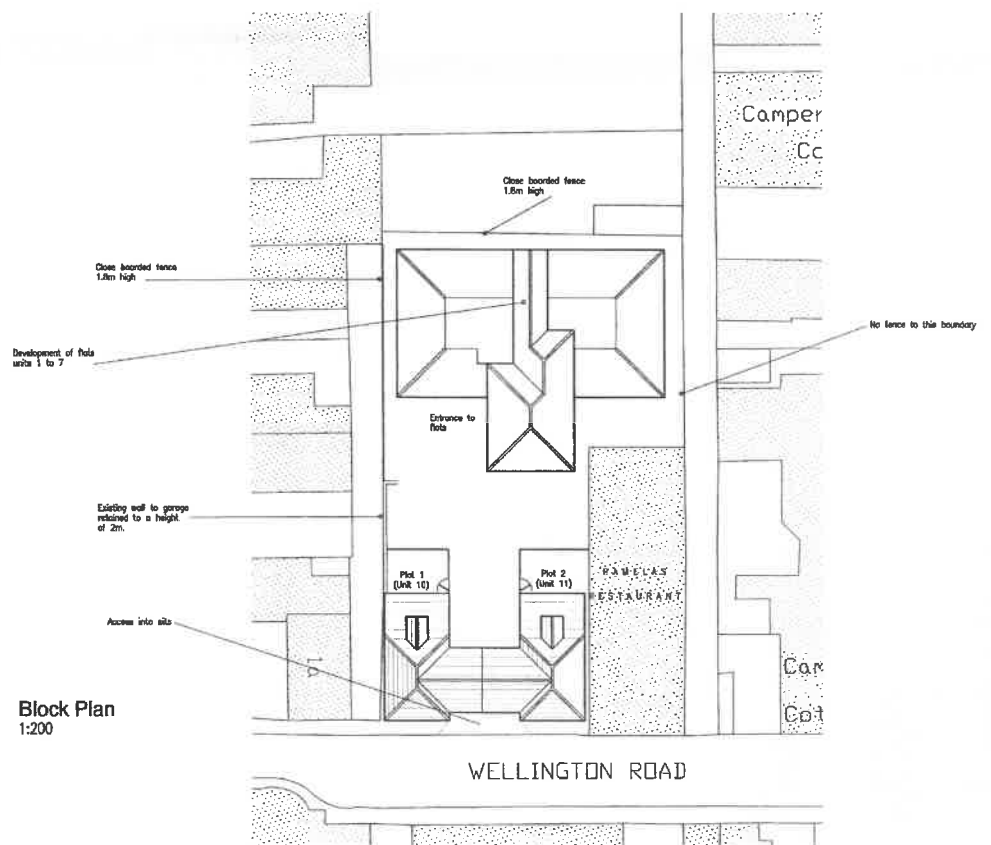 Camper
Co
Close boarded fence
1.8m high
Close boarded fence
1.8m high
No fence to this boundary
Development of flats
units 1 to 7
Entrance to
flats
Existing wall to garage
retained to a height
of 2m.
Plot 1
(Unit 10)
Plot 2
(Unit 11)
PAMELAS
RESTAURANT
Access into site
1a
Cam
Cot
Block Plan
1:200
WELLINGTON ROAD